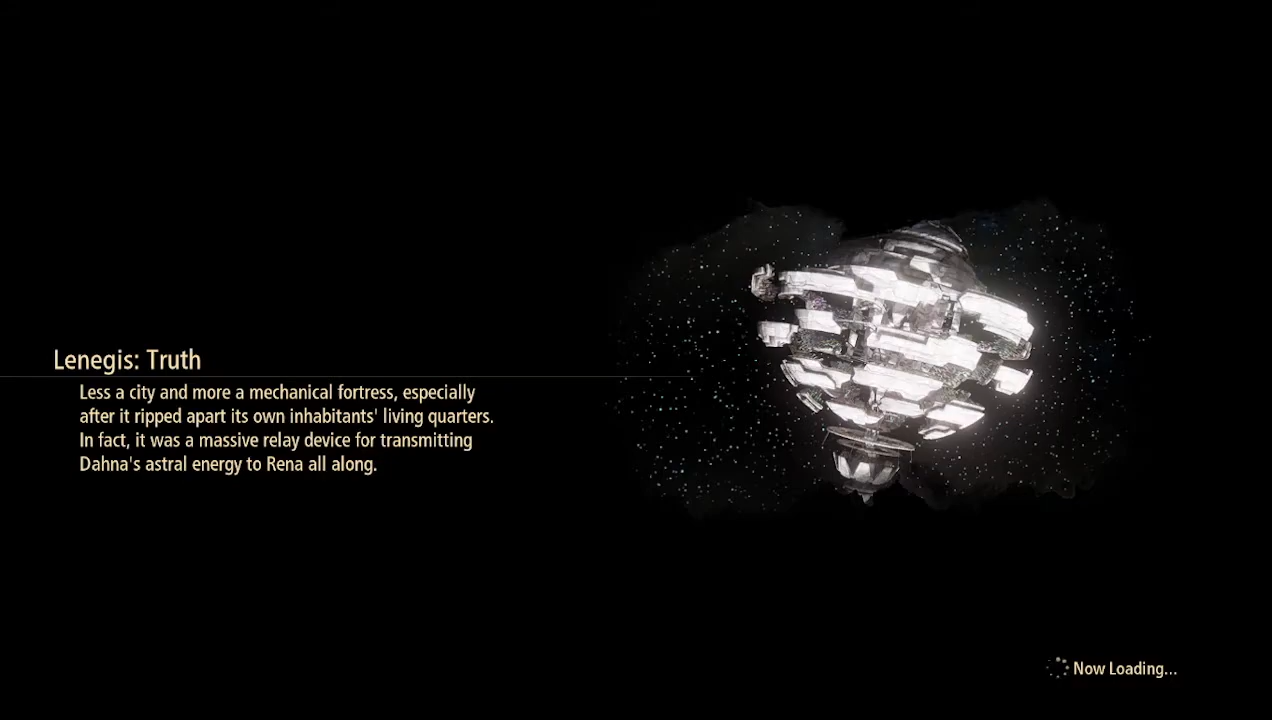 Lenegis: Truth
Less a city and more a mechanical fortress, especially
after it ripped apart its own inhabitants' living quarters.
In fact, it was a massive relay device for transmitting
Dahna's astral energy to Rena all along.
Now Loading...